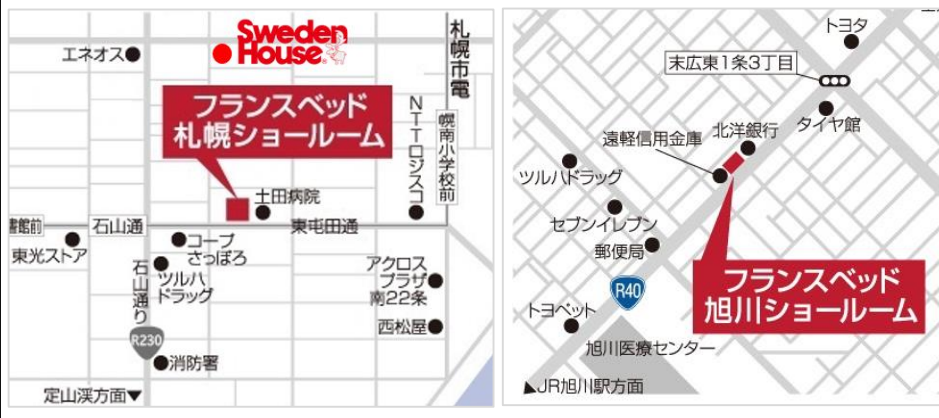 Sweden
House
エネオス
札幌市電
フランスベッド
札幌ショールーム
NTTロジスコ
幌南小学校前
土田病院
書館前
石山通
東屯田通
東光ストア
コープ
さっぽろ
石山通り
ツルハ
ドラッグ
アクロス
プラザ
南22条
西松屋
R230
消防署
定山渓方面▼
トヨタ
末広東1条3丁目
タイヤ館
北洋銀行
遠軽信用金庫
ツルハドラッグ
セブンイレブン
郵便局
フランスベッド
旭川ショールーム
R40
トヨペット
旭川医療センター
JR旭川駅方面